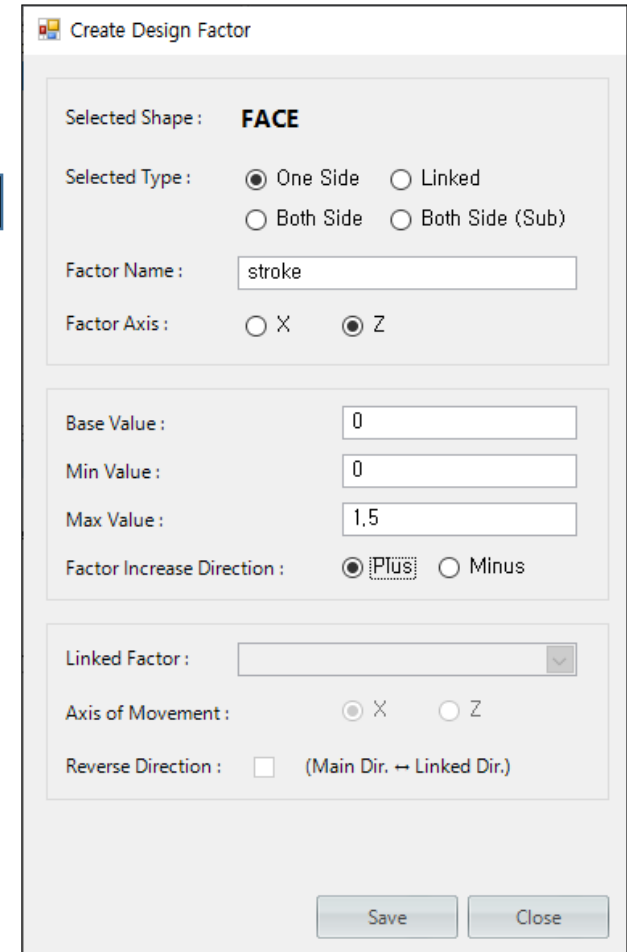 Create Design Factor
Selected Shape : FACE
Selected Type : One Side Linked
Both Side Both Side (Sub)
Factor Name : stroke
Factor Axis : X Z
Base Value : 0
Min Value : 0
Max Value : 1,5
Factor Increase Direction : Plus Minus
Linked Factor :
Axis of Movement : X Z
Reverse Direction : (Main Dir. ↔ Linked Dir.)
Save Close